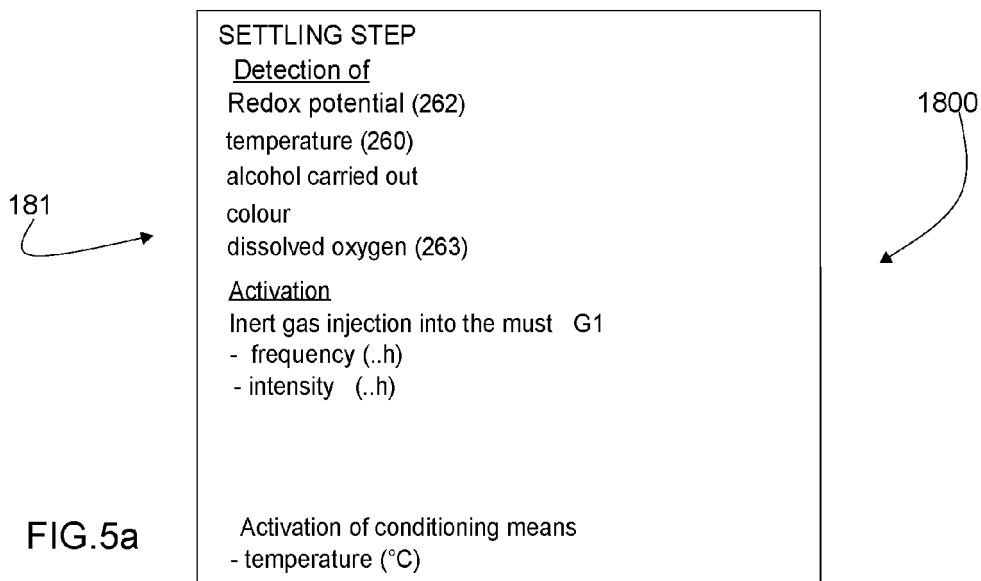 SETTLING STEP
Detection of
Redox potential (262)
1800
temperature (260)
alcohol carried out
181
colour
dissolved oxygen (263)
Activation
Inert gas injection into the must G1
- frequency (..h)
- intensity (..h)
FIG.5a
Activation of conditioning means
- temperature (°C)